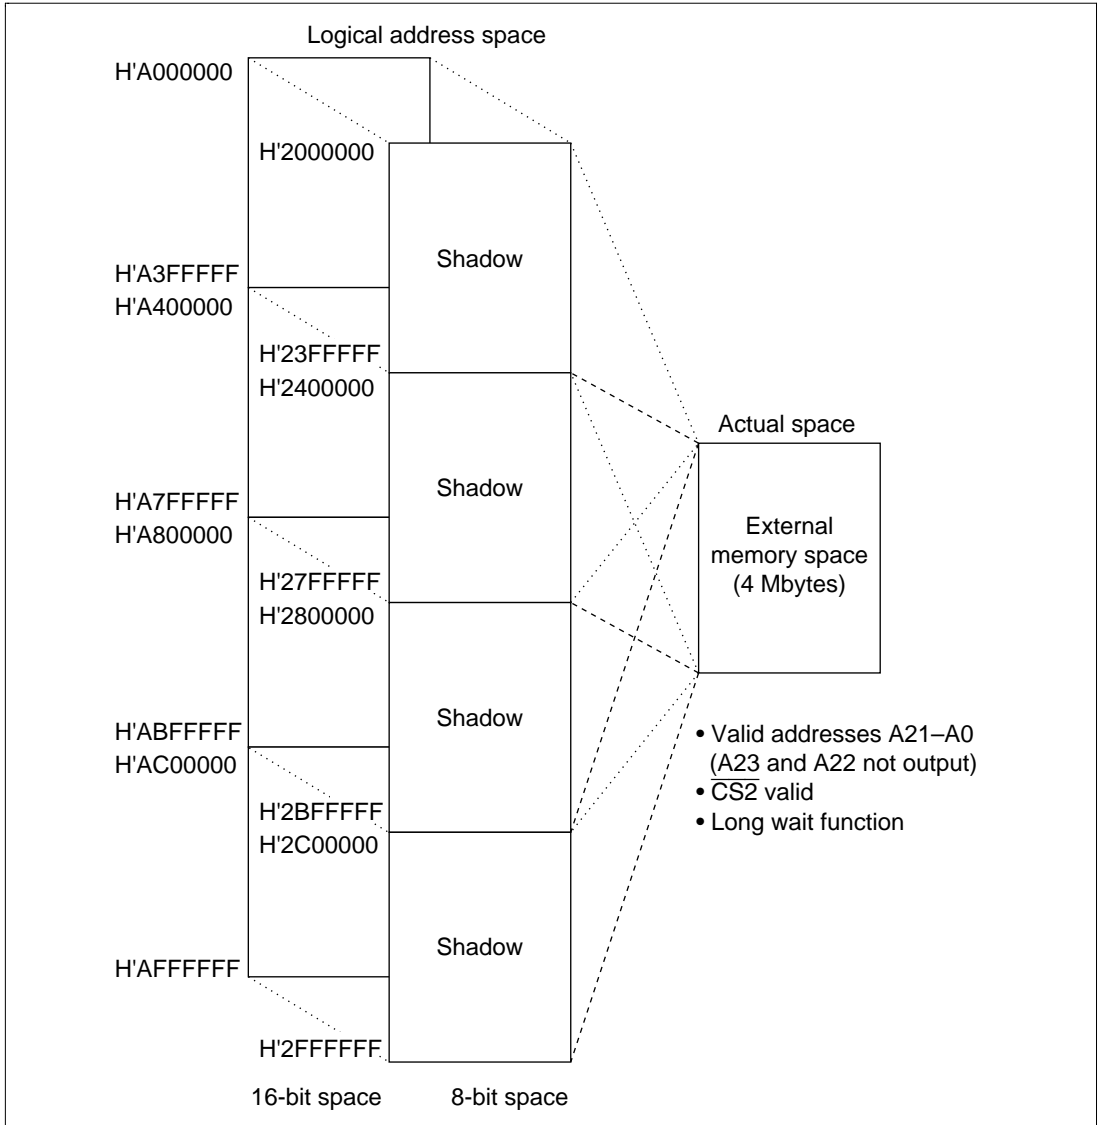 Logical address space
H'A000000
H'2000000
Shadow
H'A3FFFFF
H'A400000
H'23FFFFF
H'2400000
Actual space
Shadow
H'A7FFFFF
H'A800000
External
memory space
(4 Mbytes)
H'27FFFFF
H'2800000
Shadow
H'ABFFFFF
H'AC00000
• Valid addresses A21–A0
(A23 and A22 not output)
• C̅S̅2̅ valid
• Long wait function
H'2BFFFFF
H'2C00000
Shadow
H'AFFFFFF
H'2FFFFFF
16-bit space
8-bit space